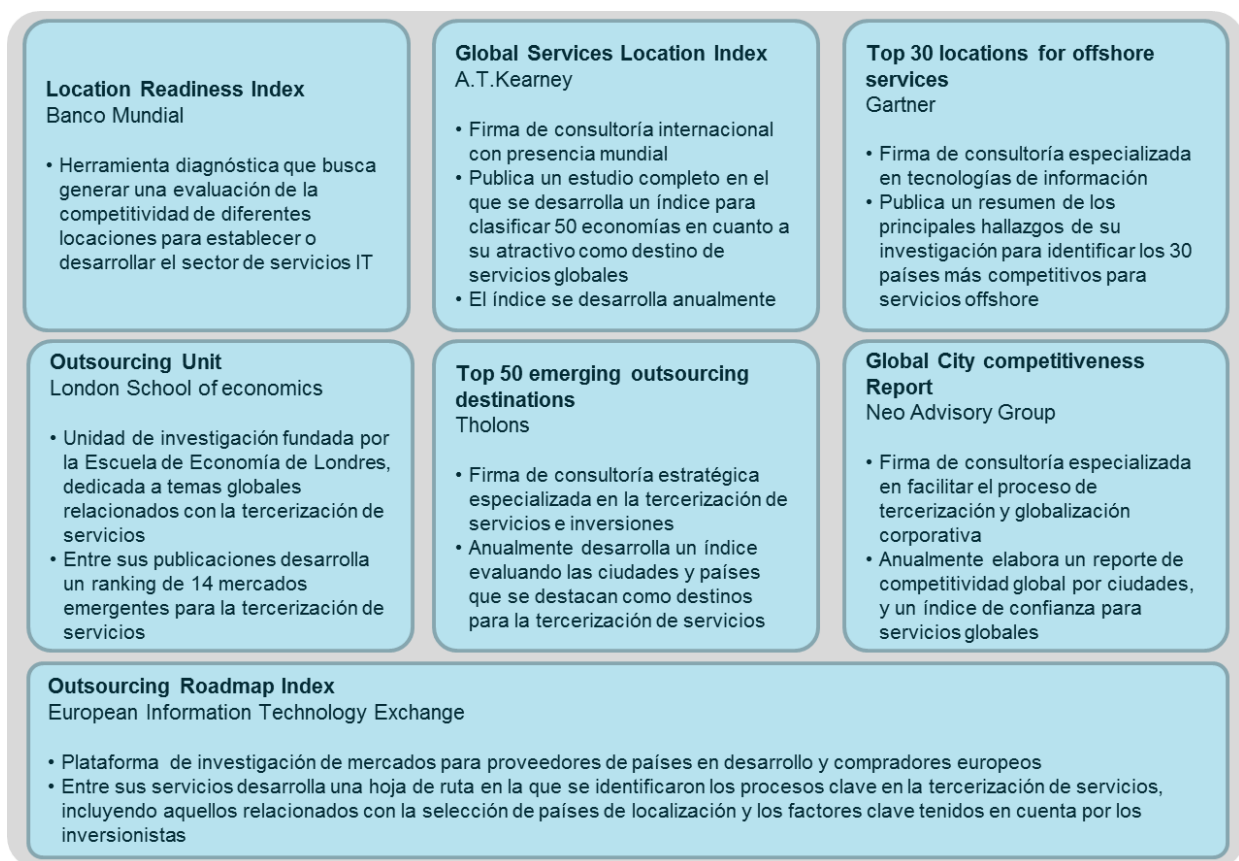 Location Readiness Index
Banco Mundial
• Herramienta diagnóstica que busca
generar una evaluación de la
competitividad de diferentes
locaciones para establecer o
desarrollar el sector de servicios IT
Global Services Location Index
A.T.Kearney
• Firma de consultoría internacional
con presencia mundial
• Publica un estudio completo en el
que se desarrolla un índice para
clasificar 50 economías en cuanto a
su atractivo como destino de
servicios globales
• El índice se desarrolla anualmente
Top 30 locations for offshore
services
Gartner
• Firma de consultoría especializada
en tecnologías de información
• Publica un resumen de los
principales hallazgos de su
investigación para identificar los 30
países más competitivos para
servicios offshore
Outsourcing Unit
London School of economics
• Unidad de investigación fundada por
la Escuela de Economía de Londres,
dedicada a temas globales
relacionados con la tercerización de
servicios
• Entre sus publicaciones desarrolla
un ranking de 14 mercados
emergentes para la tercerización de
servicios
Top 50 emerging outsourcing
destinations
Tholons
• Firma de consultoría estratégica
especializada en la tercerización de
servicios e inversiones
• Anualmente desarrolla un índice
evaluando las ciudades y países
que se destacan como destinos
para la tercerización de servicios
Global City competitiveness
Report
Neo Advisory Group
• Firma de consultoría especializada
en facilitar el proceso de
tercerización y globalización
corporativa
• Anualmente elabora un reporte de
competitividad global por ciudades,
y un índice de confianza para
servicios globales
Outsourcing Roadmap Index
European Information Technology Exchange
• Plataforma de investigación de mercados para proveedores de países en desarrollo y compradores europeos
• Entre sus servicios desarrolla una hoja de ruta en la que se identificaron los procesos clave en la tercerización de servicios,
incluyendo aquellos relacionados con la selección de países de localización y los factores clave tenidos en cuenta por los
inversionistas